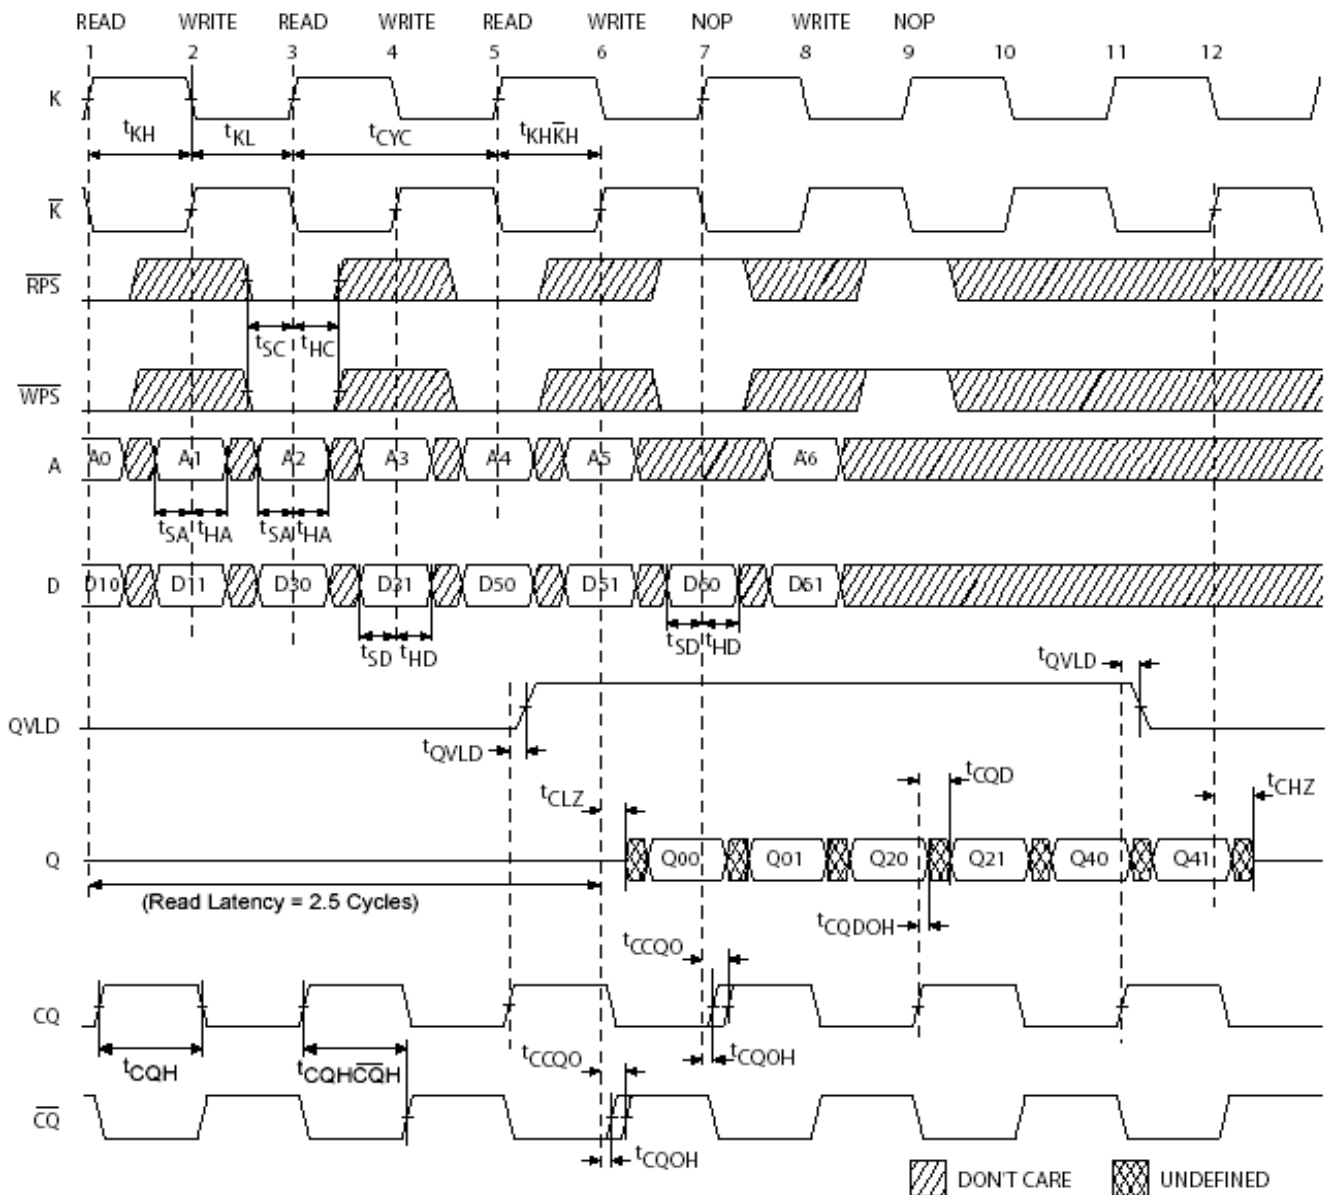 READ WRITE READ WRITE READ WRITE NOP WRITE NOP
1 2 3 4 5 6 7 8 9 10 11 12
K
tKH tKL tCYC tKHK̅H
K̅
R̅P̅S̅
tSC tHC
W̅P̅S̅
A A0 A1 A2 A3 A4 A5 A6
tSA tHA tSA tHA
D D10 D11 D30 D31 D50 D51 D60 D61
tSD tHD tSD tHD
tQVLD
QVLD
tQVLD
tCQD
tCLZ tCHZ
Q Q00 Q01 Q20 Q21 Q40 Q41
(Read Latency = 2.5 Cycles)
tCQDOH
tCCQO
CQ
tCQH tCQHC̅Q̅H tCCQO tCQOH
C̅Q̅
tCQOH
DON'T CARE UNDEFINED